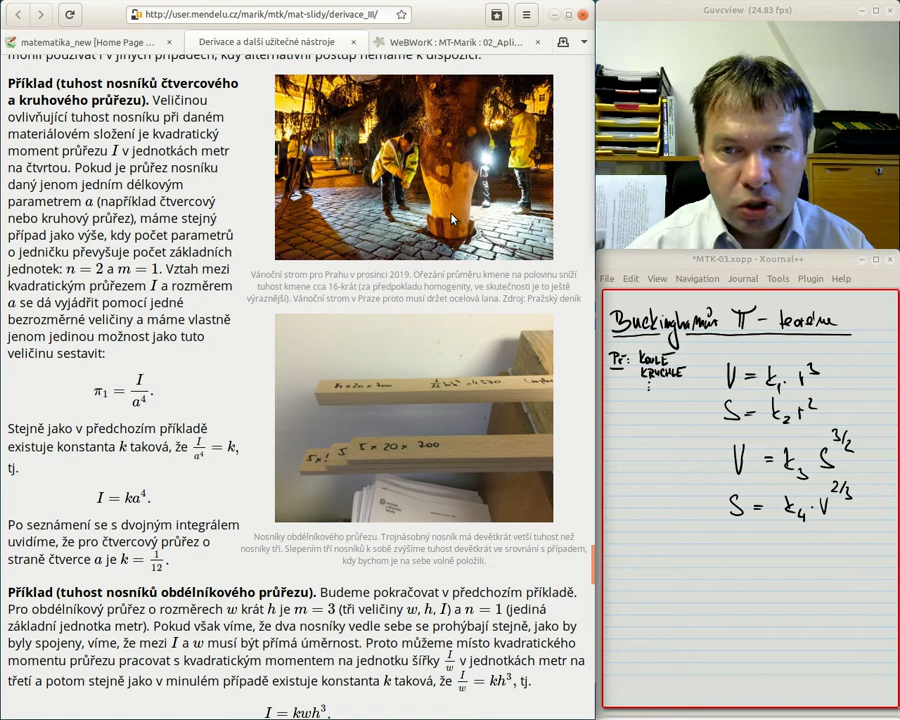 http://user.mendelu.cz/marik/mtk/mat-slidy/derivace_III/
matematika_new [Home Page ...
Derivace a další užitečné nástroje
WeBWorK : MT-Marik : 02_Apli...
Příklad (tuhost nosníků čtvercového
a kruhového průřezu). Veličinou
ovlivňující tuhost nosníku při daném
materiálovém složení je kvadratický
moment průřezu I v jednotkách metr
na čtvrtou. Pokud je průřez nosníku
daný jenom jedním délkovým
parametrem a (například čtvercový
nebo kruhový průřez), máme stejný
případ jako výše, kdy počet parametrů
o jedničku převyšuje počet základních
jednotek: n = 2 a m = 1. Vztah mezi
kvadratickým průřezem I a rozměrem
a se dá vyjádřit pomocí jedné
bezrozměrné veličiny a máme vlastně
jenom jedinou možnost jako tuto
veličinu sestavit:
π₁ = I/a⁴.
Stejně jako v předchozím příkladě
existuje konstanta k taková, že I/a⁴ = k,
tj.
I = ka⁴.
Po seznámení se s dvojným integrálem
uvidíme, že pro čtvercový průřez o
straně čtverce a je k = 1/12.
Vánoční strom pro Prahu v prosinci 2019. Ořezání průměru kmene na polovinu sníží
tuhost kmene cca 16-krát (za předpokladu homogenity, ve skutečnosti je to ještě
výraznější). Vánoční strom v Praze proto musí držet ocelová lana. Zdroj: Pražský deník
5 x 20 x 700
Nosníky obdélníkového průřezu. Trojnásobný nosník má devětkrát vetší tuhost než
nosníky tři. Slepením tří nosníků k sobě zvýšíme tuhost devětkrát ve srovnání s případem,
kdy bychom je na sebe volně položili.
Příklad (tuhost nosníků obdélníkového průřezu). Budeme pokračovat v předchozím příkladě.
Pro obdélníkový průřez o rozměrech w krát h je m = 3 (tři veličiny w, h, I) a n = 1 (jediná
základní jednotka metr). Pokud však víme, že dva nosníky vedle sebe se prohýbají stejně, jako by
byly spojeny, víme, že mezi I a w musí být přímá úměrnost. Proto můžeme místo kvadratického
momentu průřezu pracovat s kvadratickým momentem na jednotku šířky I/w v jednotkách metr na
třetí a potom stejně jako v minulém případě existuje konstanta k taková, že I/w = kh³, tj.
I = kwh³.
Guvcview (24.83 fps)
*MTK-03.xopp - Xournal++
File Edit View Navigation Journal Tools Plugin Help
Buckinghamův π - teorém
Př: KOULE
KRYCHLE
⋮
V = k₁ · r³
S = k₂ r²
V = k₃ S^3/2
S = k₄ · V^2/3